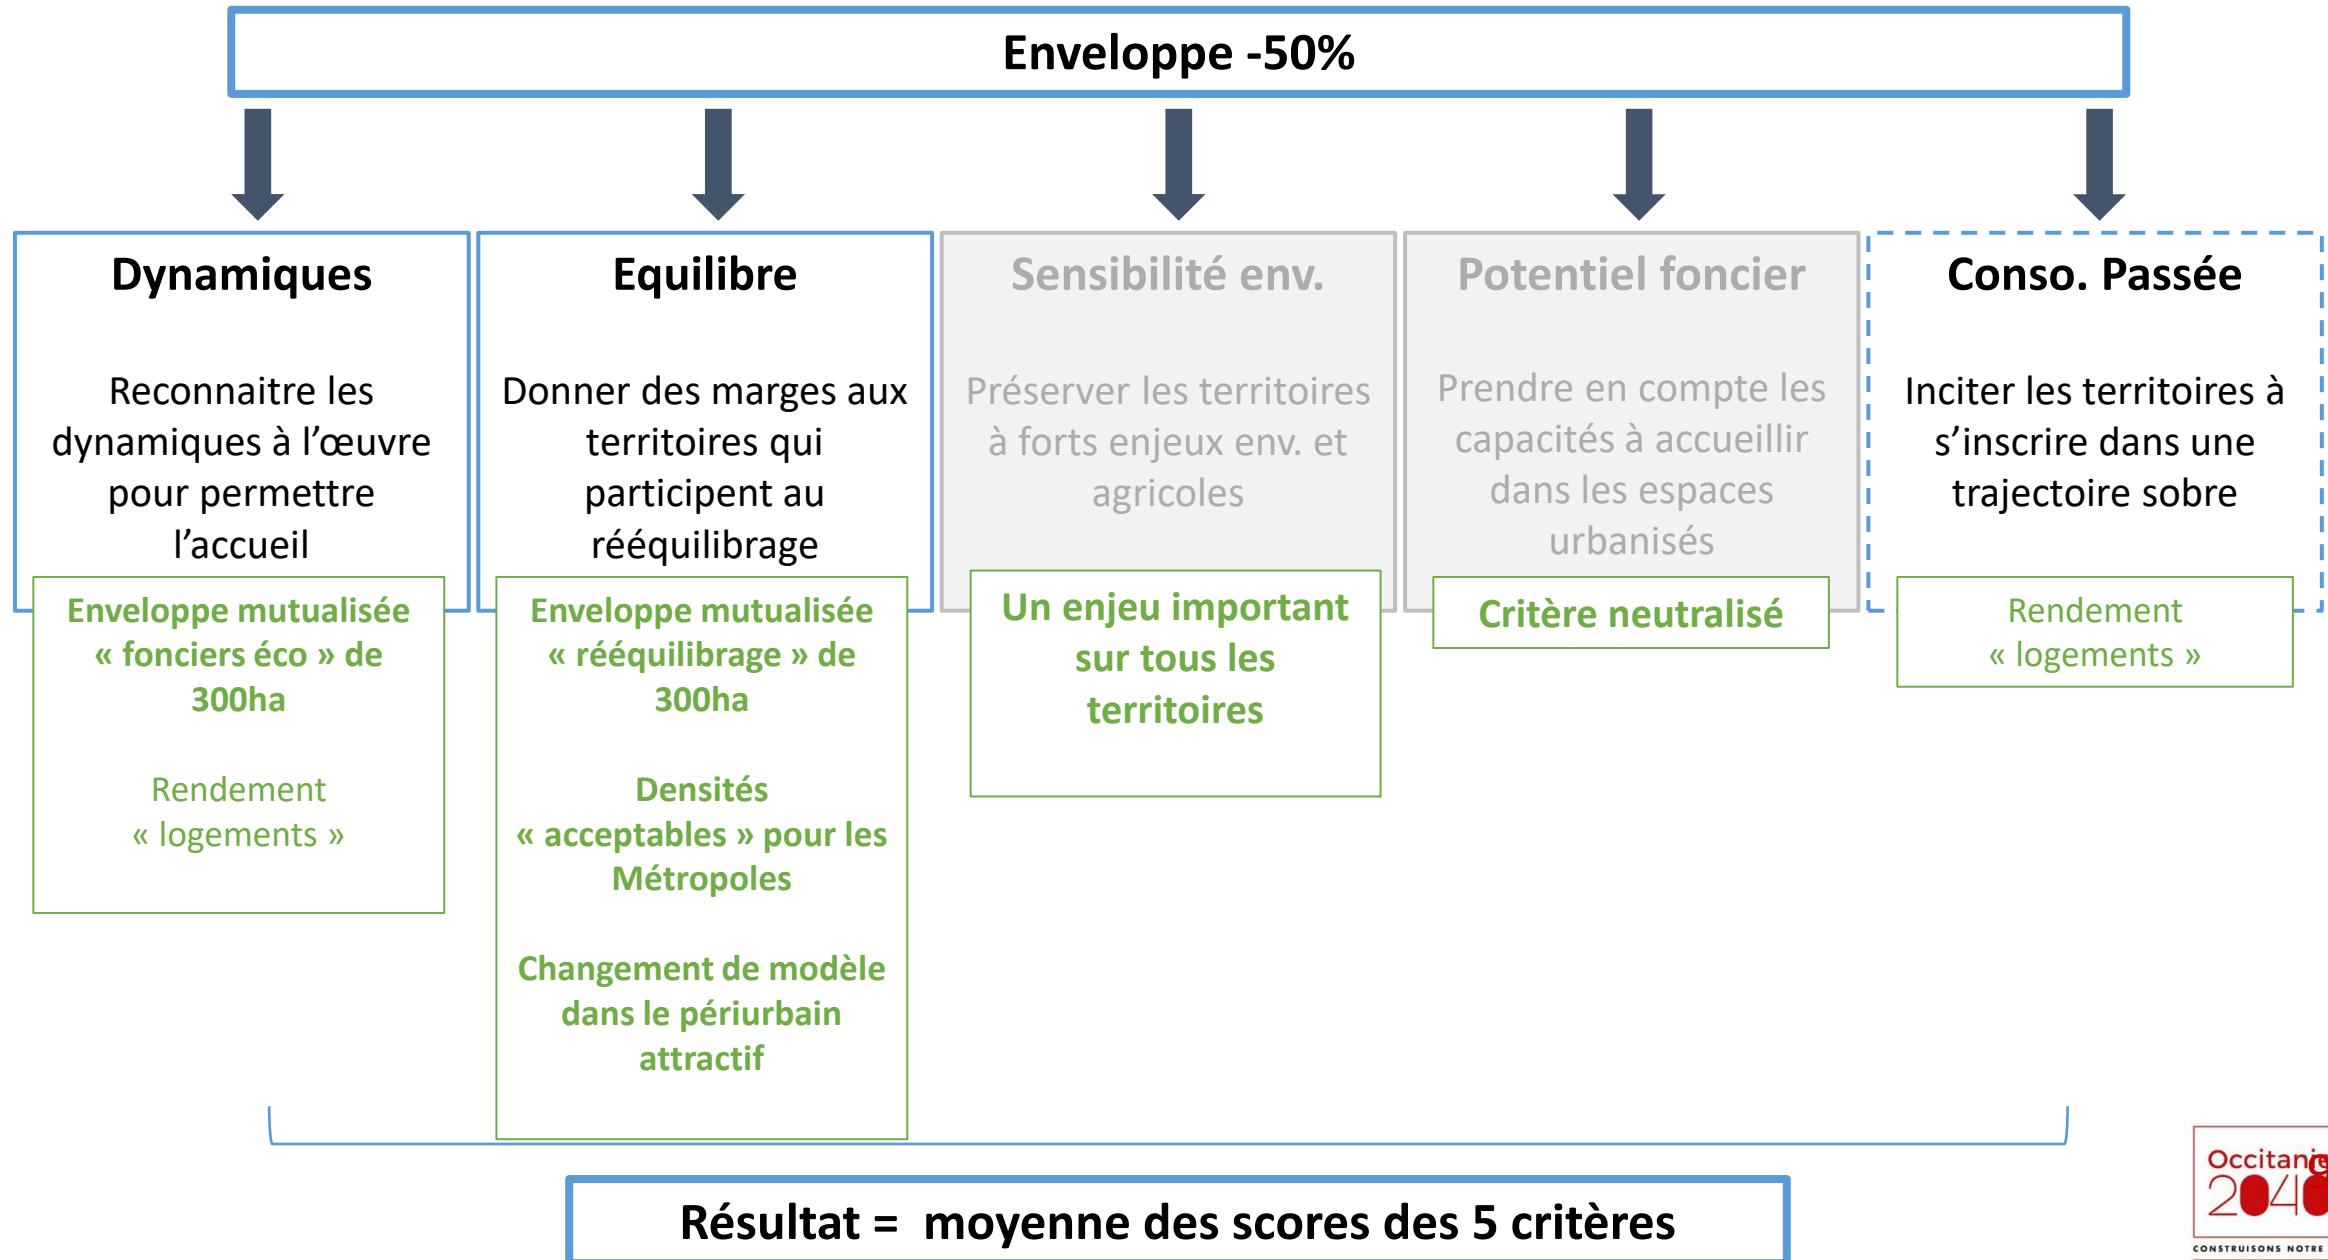 Enveloppe -50%
Dynamiques
Reconnaitre les
dynamiques à l'œuvre
pour permettre
l'accueil
Enveloppe mutualisée
« fonciers éco » de
300ha
Rendement
« logements »
Equilibre
Donner des marges aux
territoires qui
participent au
rééquilibrage
Enveloppe mutualisée
« rééquilibrage » de
300ha
Densités
« acceptables » pour les
Métropoles
Changement de modèle
dans le périurbain
attractif
Sensibilité env.
Préserver les territoires
à forts enjeux env. et
agricoles
Un enjeu important
sur tous les
territoires
Potentiel foncier
Prendre en compte les
capacités à accueillir
dans les espaces
urbanisés
Critère neutralisé
Conso. Passée
Inciter les territoires à
s'inscrire dans une
trajectoire sobre
Rendement
« logements »
Résultat = moyenne des scores des 5 critères
Occitanie
2040
CONSTRUISONS NOTRE